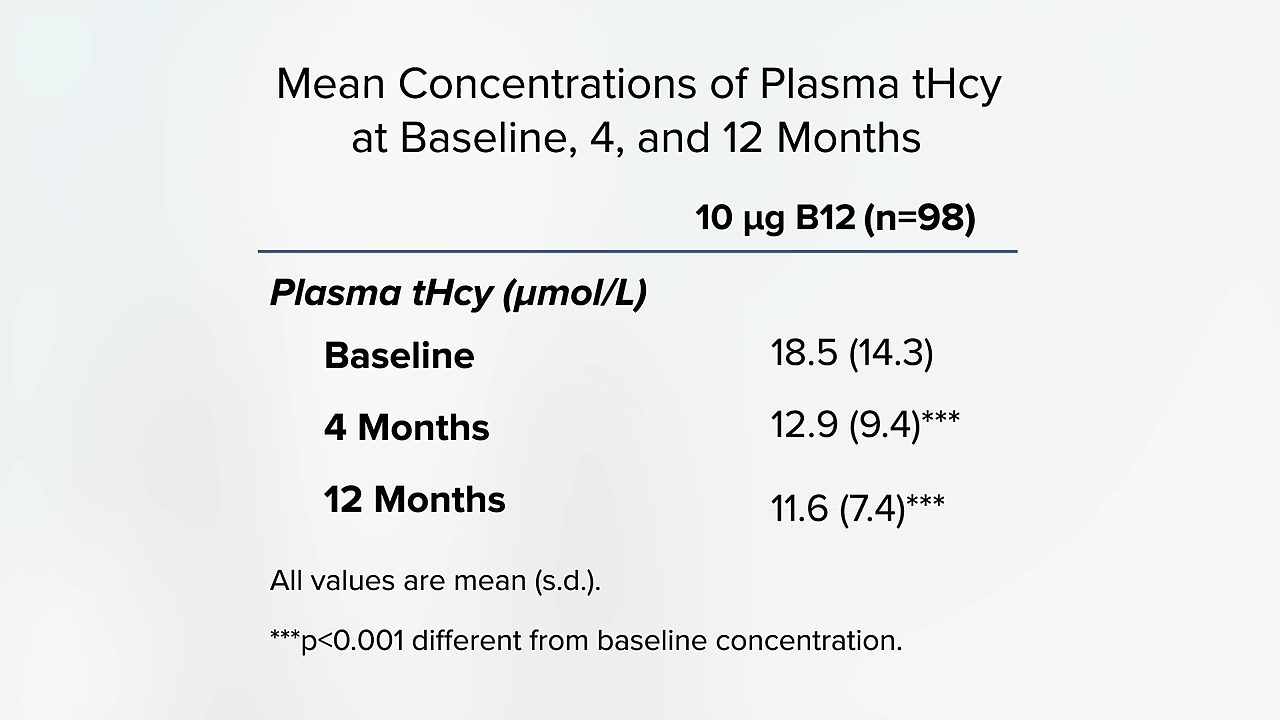 Mean Concentrations of Plasma tHcy
at Baseline, 4, and 12 Months
10 µg B12 (n=98)
Plasma tHcy (µmol/L)
Baseline 18.5 (14.3)
4 Months 12.9 (9.4)***
12 Months 11.6 (7.4)***
All values are mean (s.d.).
***p<0.001 different from baseline concentration.